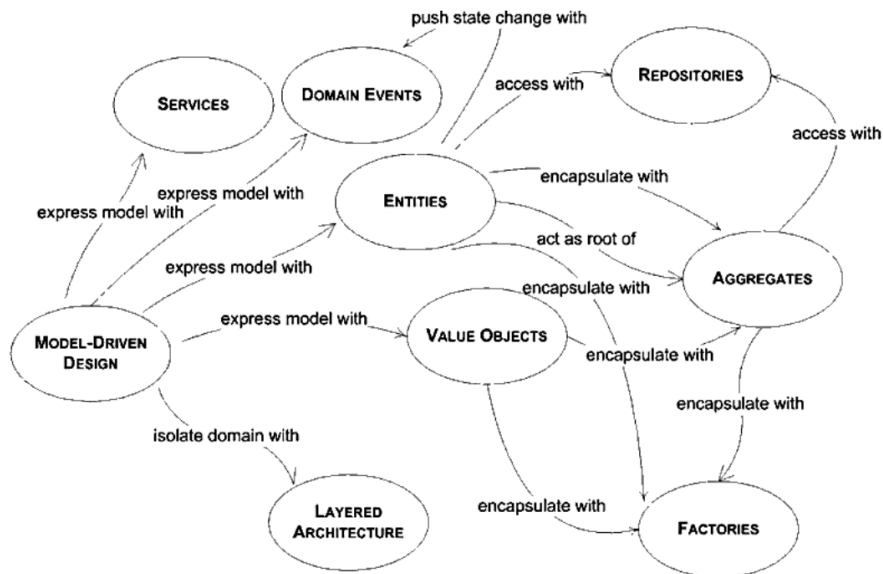 push state change with
SERVICES
DOMAIN EVENTS
REPOSITORIES
access with
access with
express model with
express model with
ENTITIES
encapsulate with
act as root of
express model with
encapsulate with
AGGREGATES
express model with
MODEL-DRIVEN
DESIGN
VALUE OBJECTS
encapsulate with
encapsulate with
isolate domain with
encapsulate with
LAYERED
ARCHITECTURE
FACTORIES